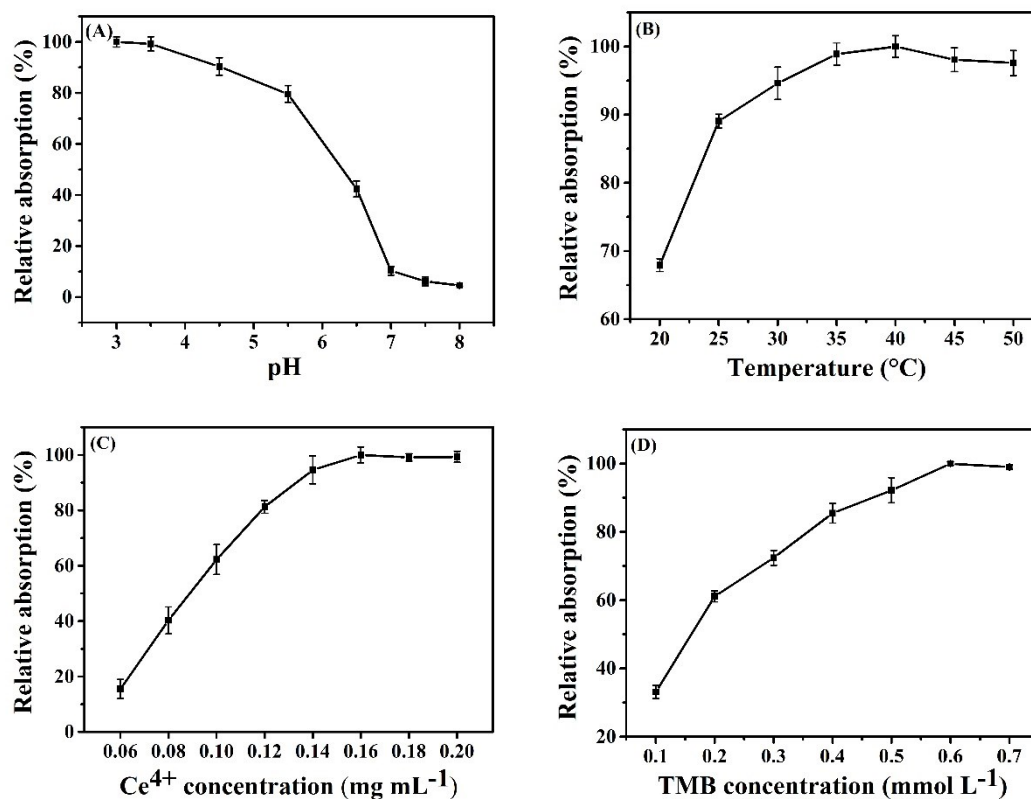 (A)
Relative absorption (%)
100
80
60
40
20
0
3 4 5 6 7 8
pH
(B)
Relative absorption (%)
100
90
80
70
60
20 25 30 35 40 45 50
Temperature (°C)
(C)
Relative absorption (%)
100
80
60
40
20
0
0.06 0.08 0.10 0.12 0.14 0.16 0.18 0.20
Ce⁴⁺ concentration (mg mL⁻¹)
(D)
Relative absorption (%)
100
80
60
40
20
0.1 0.2 0.3 0.4 0.5 0.6 0.7
TMB concentration (mmol L⁻¹)